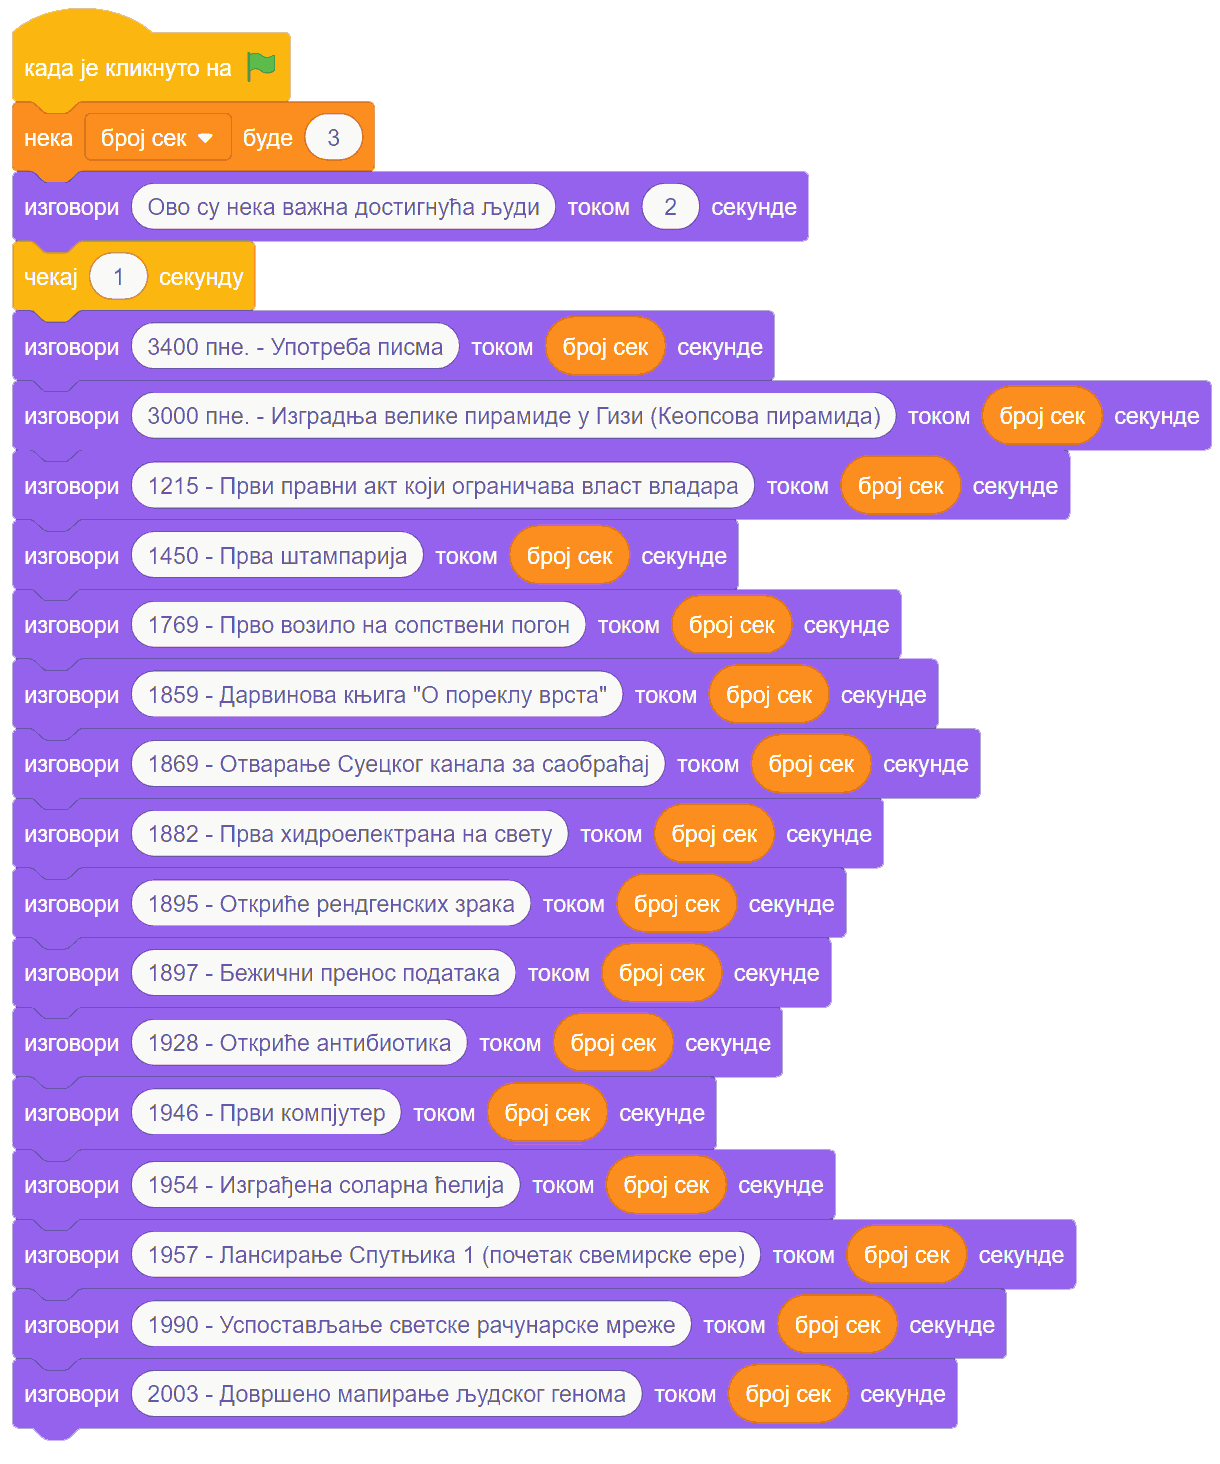 када је кликнуто на
нека број сек буде 3
изговори Ово су нека важна достигнућа људи током 2 секунде
чекај 1 секунду
изговори 3400 пне. - Употреба писма током број сек секунде
изговори 3000 пне. - Изградња велике пирамиде у Гизи (Кеопсова пирамида) током број сек секунде
изговори 1215 - Први правни акт који ограничава власт владара током број сек секунде
изговори 1450 - Прва штампарија током број сек секунде
изговори 1769 - Прво возило на сопствени погон током број сек секунде
изговори 1859 - Дарвинова књига "О пореклу врста" током број сек секунде
изговори 1869 - Отварање Суецког канала за саобраћај током број сек секунде
изговори 1882 - Прва хидроелектрана на свету током број сек секунде
изговори 1895 - Откриће рендгенских зрака током број сек секунде
изговори 1897 - Бежични пренос података током број сек секунде
изговори 1928 - Откриће антибиотика током број сек секунде
изговори 1946 - Први компјутер током број сек секунде
изговори 1954 - Изграђена соларна ћелија током број сек секунде
изговори 1957 - Лансирање Спутњика 1 (почетак свемирске ере) током број сек секунде
изговори 1990 - Успостављање светске рачунарске мреже током број сек секунде
изговори 2003 - Довршено мапирање људског генома током број сек секунде